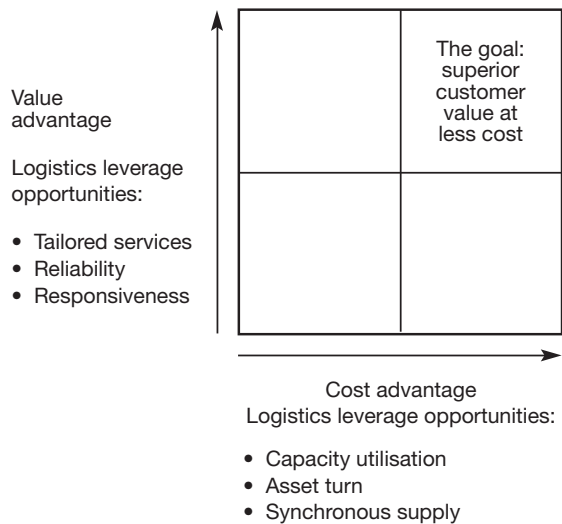 The goal:
superior
customer
value at
less cost
Value
advantage
Logistics leverage
opportunities:
• Tailored services
• Reliability
• Responsiveness
Cost advantage
Logistics leverage opportunities:
• Capacity utilisation
• Asset turn
• Synchronous supply